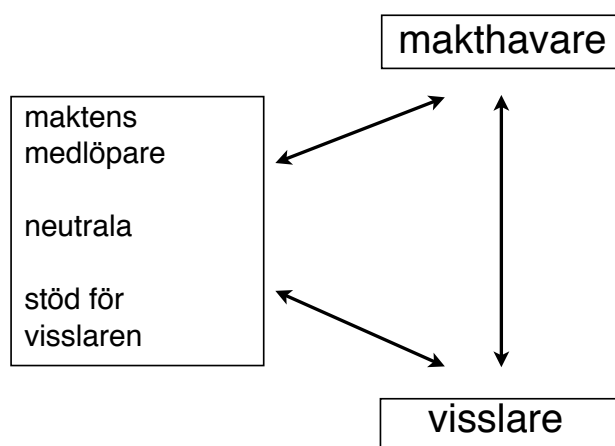 makthavare
maktens
medlöpare
neutrala
stöd för
visslaren
visslare